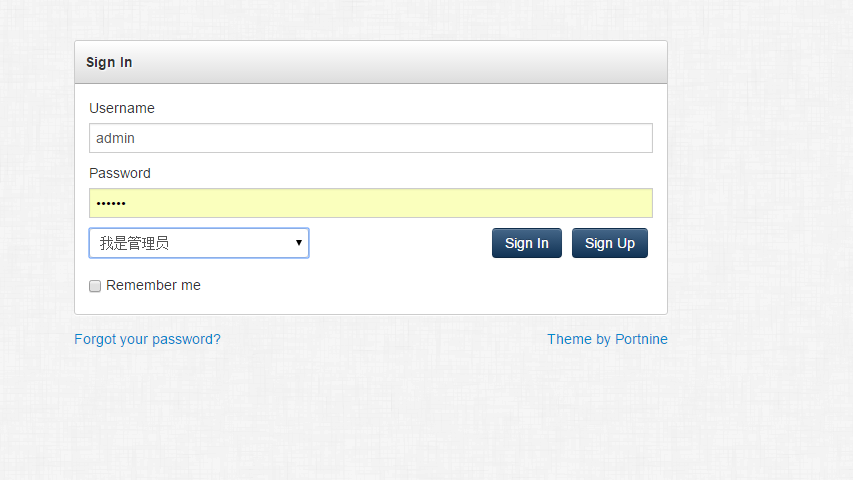 Sign In
Username
admin
Password
••••••
我是管理员
Sign In Sign Up
Remember me
Forgot your password? Theme by Portnine